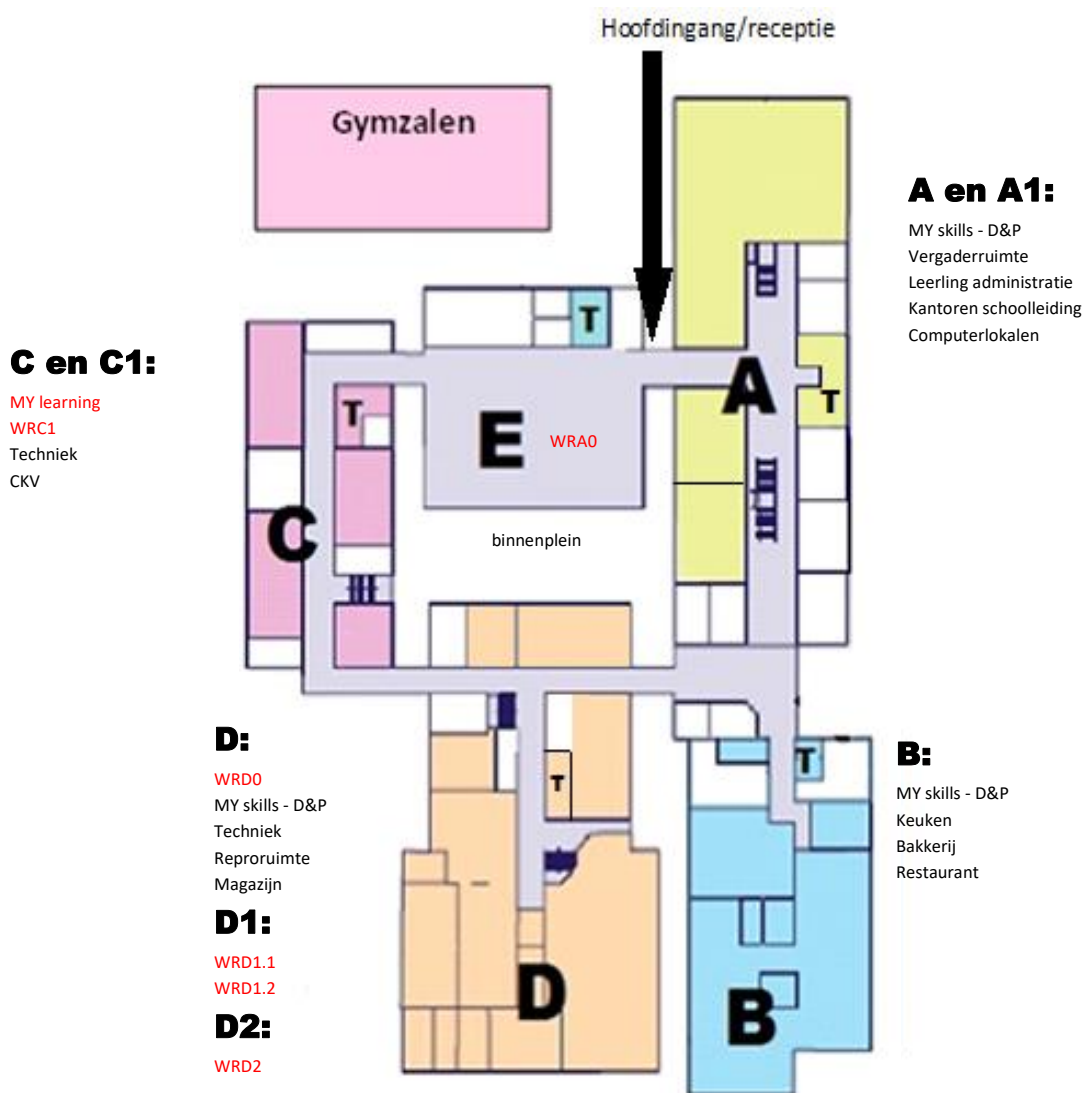 Hoofdingang/receptie
Gymzalen
A en A1:
MY skills - D&P
Vergaderruimte
Leerling administratie
Kantoren schoolleiding
Computerlokalen
T
C en C1:
MY learning
WRC1
Techniek
CKV
A
T
T
E
WRA0
C
binnenplein
D:
WRD0
MY skills - D&P
Techniek
Reproruimte
Magazijn
D1:
WRD1.1
WRD1.2
D2:
WRD2
T
D
T
B
B:
MY skills - D&P
Keuken
Bakkerij
Restaurant